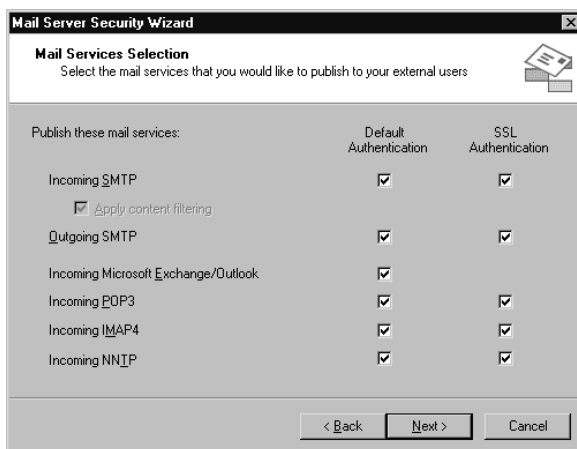 Mail Server Security Wizard
Mail Services Selection
Select the mail services that you would like to publish to your external users
Publish these mail services:
Default Authentication
SSL Authentication
Incoming SMTP
Apply content filtering
Outgoing SMTP
Incoming Microsoft Exchange/Outlook
Incoming POP3
Incoming IMAP4
Incoming NNTP
< Back
Next >
Cancel